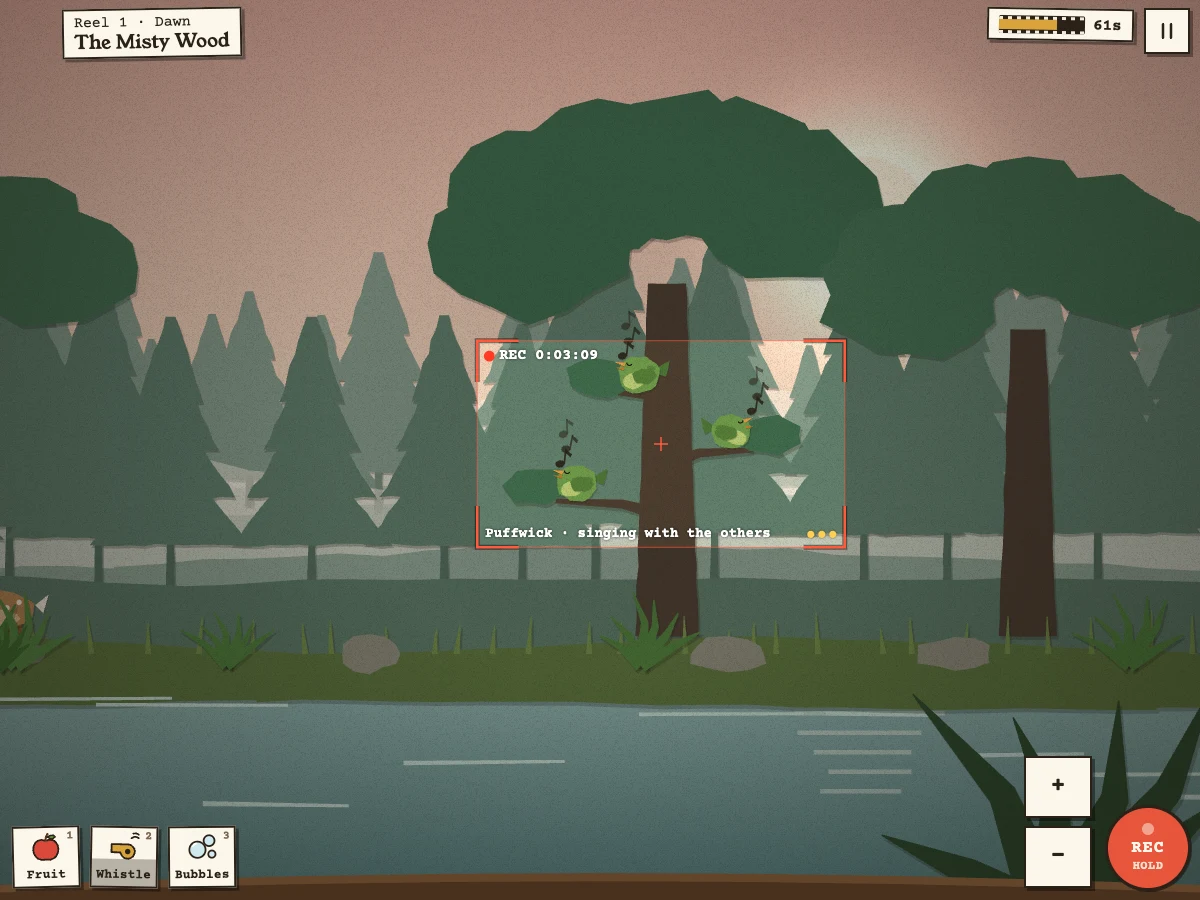 Reel 1 · Dawn
The Misty Wood
61s
REC 0:03:09
Puffwick · singing with the others
+
−
REC
HOLD
1
Fruit
2
Whistle
3
Bubbles